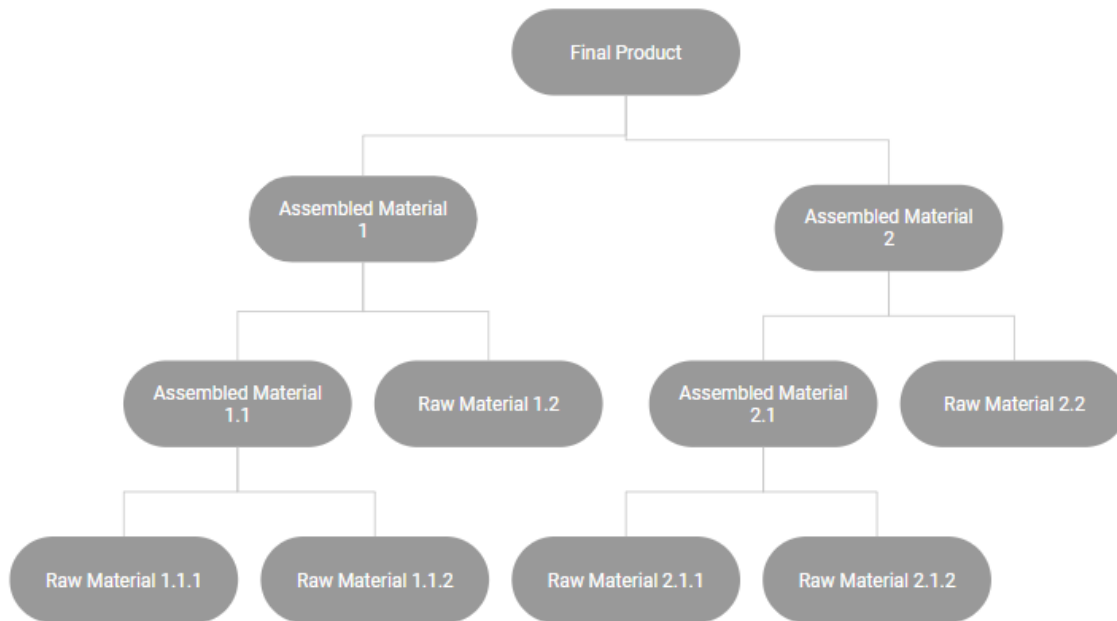 Final Product
Assembled Material
1
Assembled Material
2
Assembled Material
1.1
Raw Material 1.2
Assembled Material
2.1
Raw Material 2.2
Raw Material 1.1.1
Raw Material 1.1.2
Raw Material 2.1.1
Raw Material 2.1.2